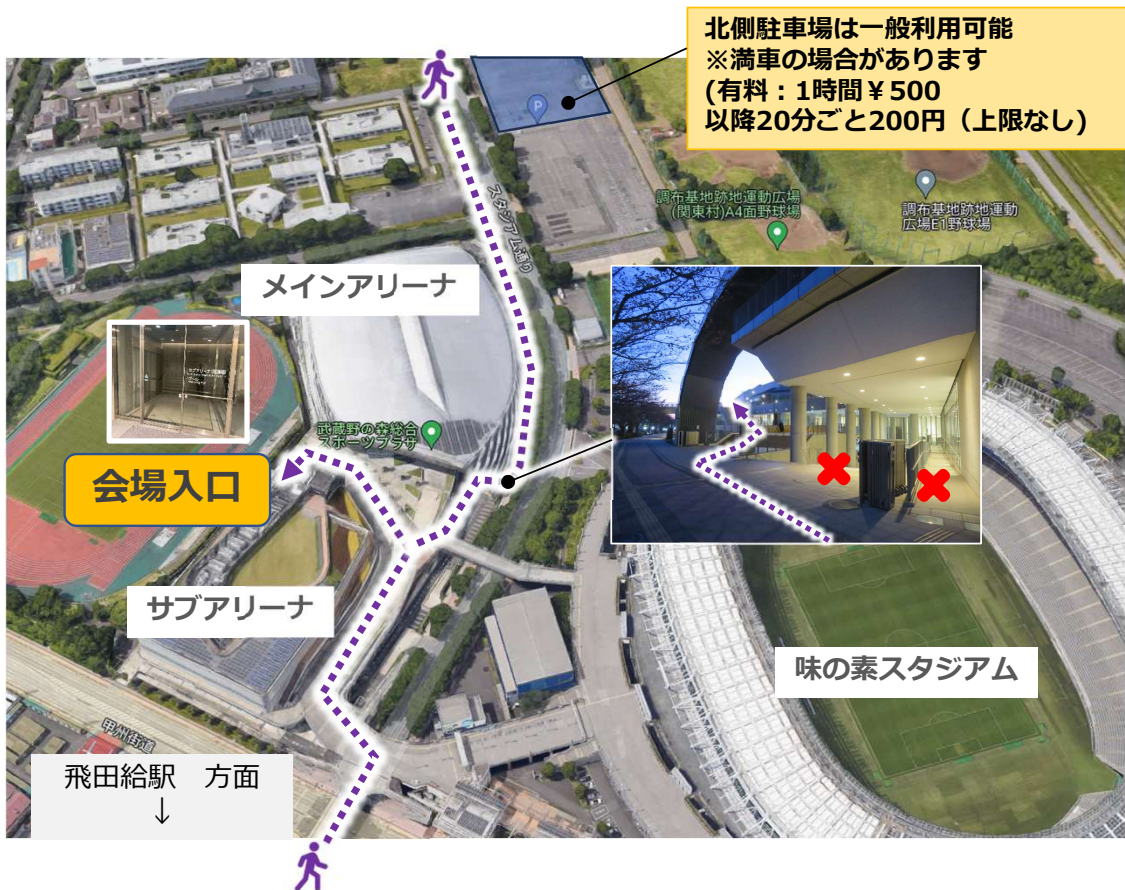 北側駐車場は一般利用可能
※満車の場合があります
(有料：1時間￥500
以降20分ごと200円（上限なし)
P
スタジアム通り
調布基地跡地運動広場
(関東村)A4面野球場
調布基地跡地運動
広場E1野球場
メインアリーナ
武蔵野の森総合
スポーツプラザ
会場入口
サブアリーナ
味の素スタジアム
甲州街道
飛田給駅　方面
↓